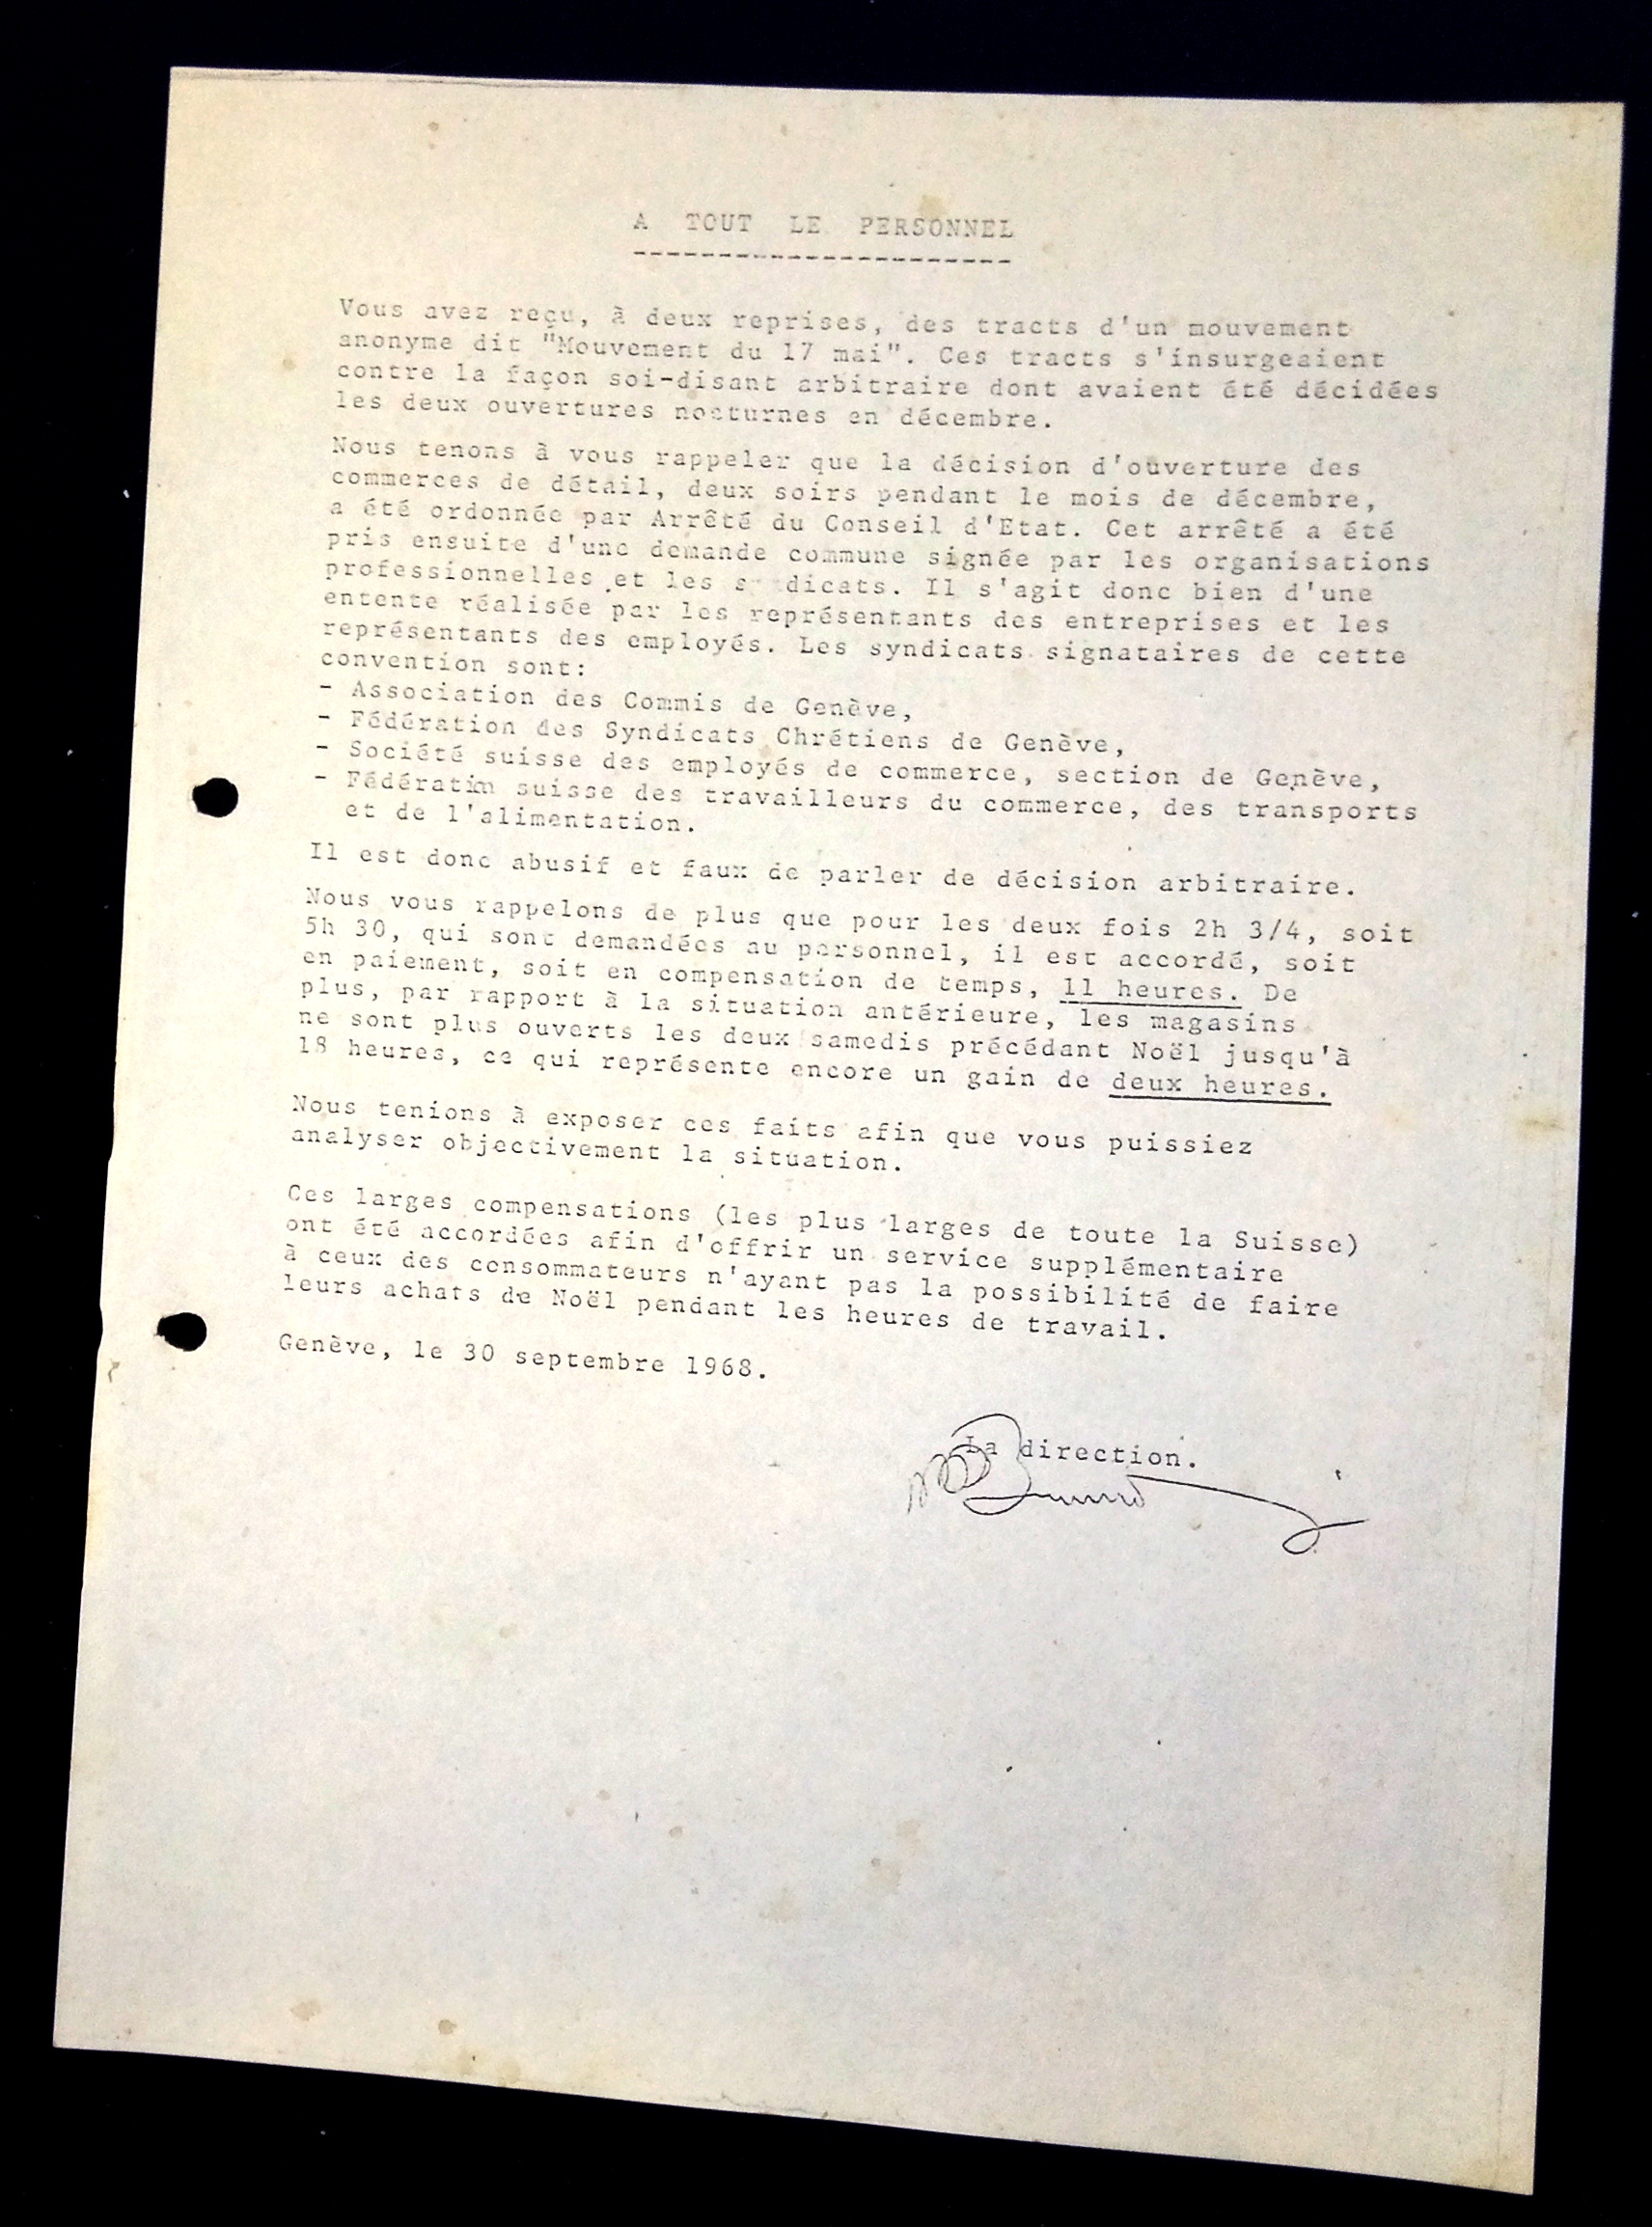 A TOUT LE PERSONNEL
Vous avez reçu, à deux reprises, des tracts d'un mouvement
anonyme dit "Mouvement du 17 mai". Ces tracts s'insurgeaient
contre la façon soi-disant arbitraire dont avaient été décidées
les deux ouvertures nocturnes en décembre.
Nous tenons à vous rappeler que la décision d'ouverture des
commerces de détail, deux soirs pendant le mois de décembre,
a été ordonnée par Arrêté du Conseil d'Etat. Cet arrêté a été
pris ensuite d'une demande commune signée par les organisations
professionnelles et les s dicats. Il s'agit donc bien d'une
entente réalisée par les représentants des entreprises et les
représentants des employés. Les syndicats signataires de cette
convention sont:
- Association des Commis de Genève,
- Fédération des Syndicats Chrétiens de Genève,
- Société suisse des employés de commerce, section de Genève,
- Fédératin suisse des travailleurs du commerce, des transports
et de l'alimentation.
Il est donc abusif et faux de parler de décision arbitraire.
Nous vous rappelons de plus que pour les deux fois 2h 3/4, soit
5h 30, qui sont demandées au personnel, il est accordé, soit
en paiement, soit en compensation de temps, 11 heures. De
plus, par rapport à la situation antérieure, les magasins
ne sont plus ouverts les deux samedis précédant Noël jusqu'à
18 heures, ce qui représente encore un gain de deux heures.
Nous tenions à exposer ces faits afin que vous puissiez
analyser objectivement la situation.
Ces larges compensations (les plus larges de toute la Suisse)
ont été accordées afin d'offrir un service supplémentaire
à ceux des consommateurs n'ayant pas la possibilité de faire
leurs achats de Noël pendant les heures de travail.
Genève, le 30 septembre 1968.
La direction.